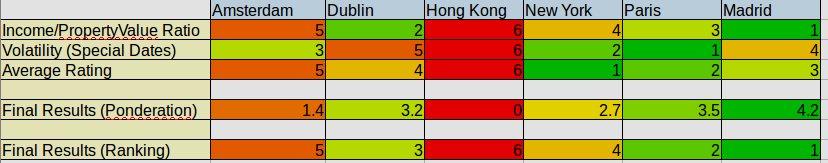 Amsterdam Dublin Hong Kong New York Paris Madrid
Income/PropertyValue Ratio 5 2 6 4 3 1
Volatility (Special Dates) 3 5 6 2 1 4
Average Rating 5 4 6 1 2 3
Final Results (Ponderation) 1.4 3.2 0 2.7 3.5 4.2
Final Results (Ranking) 5 3 6 4 2 1